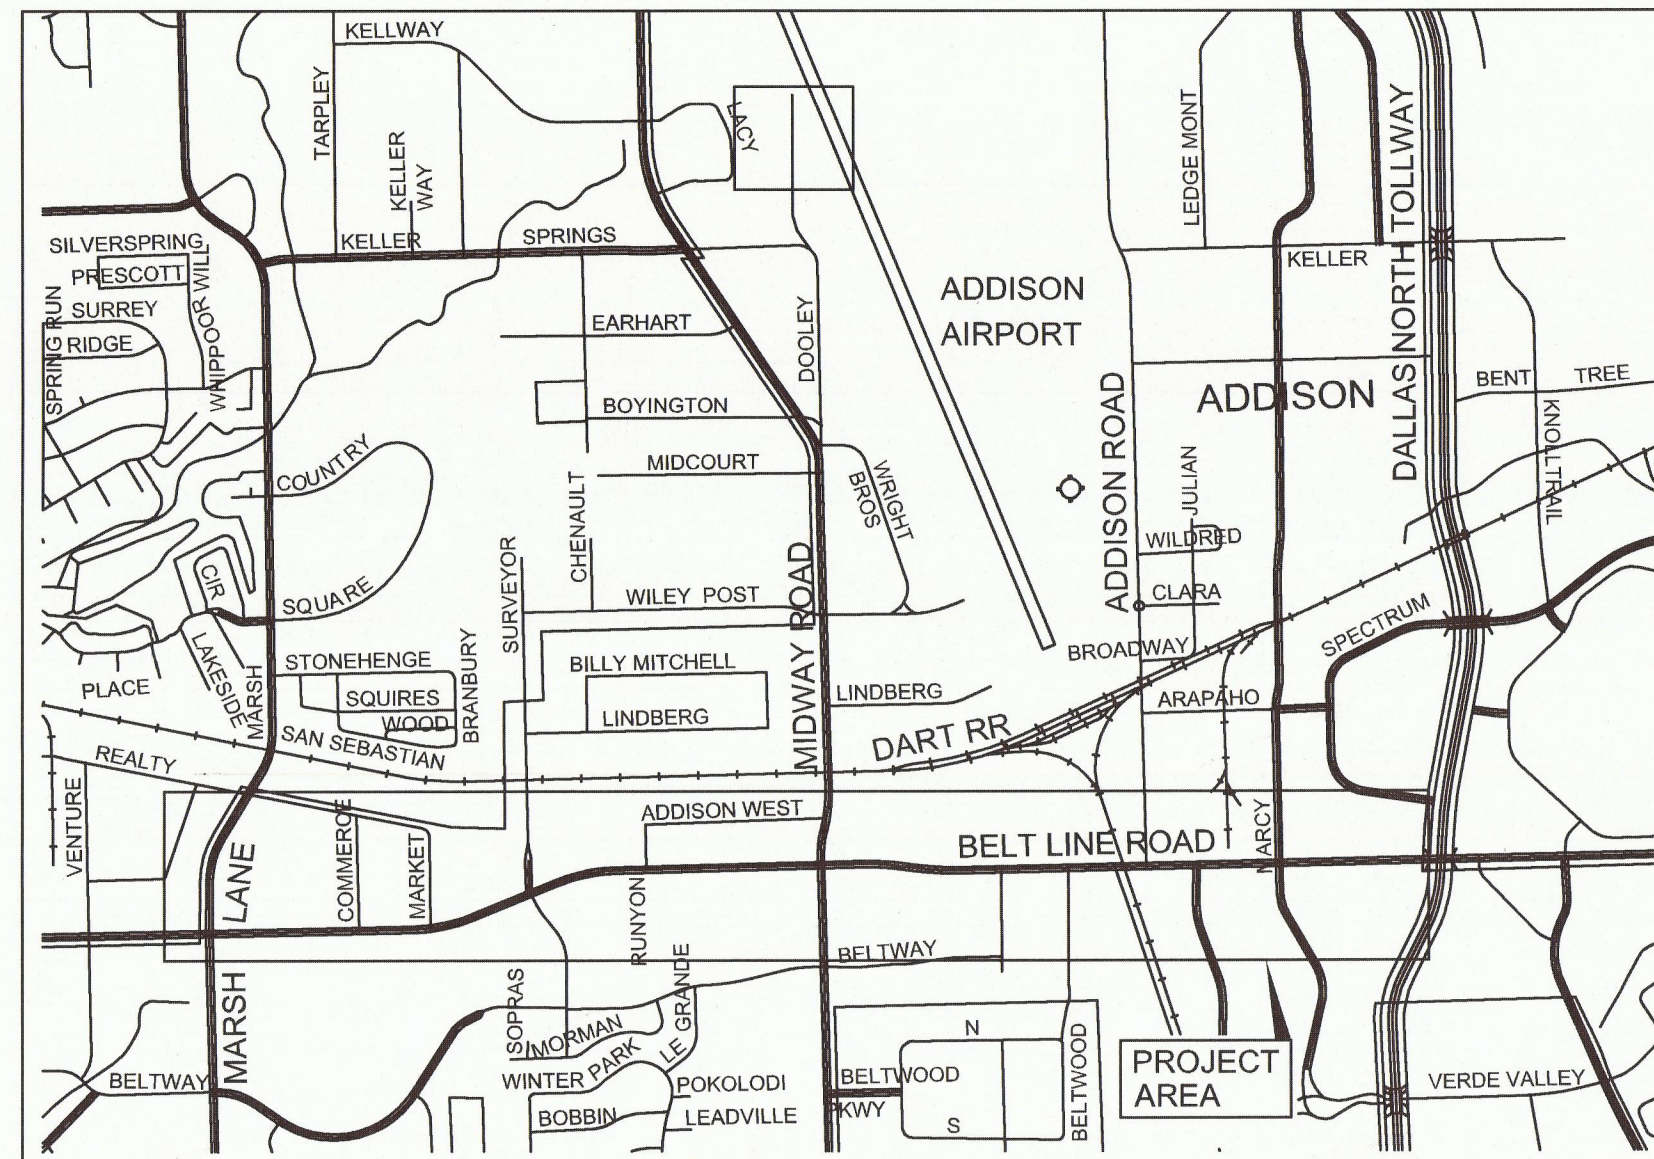 KELLWAY
TARPLEY
KELLER
WAY
LACY
LEDGE MONT
DALLAS NORTH TOLLWAY
SILVERSPRING
PRESCOTT
KELLER
SPRINGS
KELLER
SURREY
RIDGE
SPRING RUN
WHIPPOOR WILL
EARHART
DOOLEY
ADDISON
AIRPORT
ADDISON
BENT TREE
KNOLLTRAIL
BOYINGTON
MIDCOURT
COUNTRY
CHENAULT
WRIGHT
BROS
ADDISON ROAD
JULIAN
WILDRED
CLARA
CIR
SQUARE
SURVEYOR
WILEY POST
MIDWAY ROAD
BROADWAY
SPECTRUM
LAKESIDE
MARSH
STONEHENGE
SQUIRES
WOOD
BRANBURY
BILLY MITCHELL
LINDBERG
LINDBERG
ARAPAHO
PLACE
SAN SEBASTIAN
DART RR
REALTY
VENTURE
COMMERCE
MARKET
ADDISON WEST
BELT LINE ROAD
MARCY
LANE
MARSH
RUNYON
BELTWAY
SOPRAS
MORMAN
LE GRANDE
WINTER PARK
BELTWAY
BOBBIN
POKOLODI
LEADVILLE
BELTWOOD
PKWY
N
S
BELTWOOD
PROJECT
AREA
VERDE VALLEY